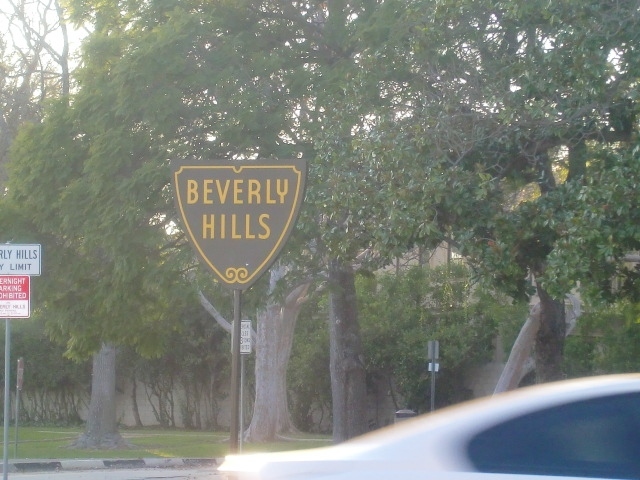 BEVERLY
HILLS
RLY HILLS
Y LIMIT
ERNIGHT
ARKING
OHIBITED